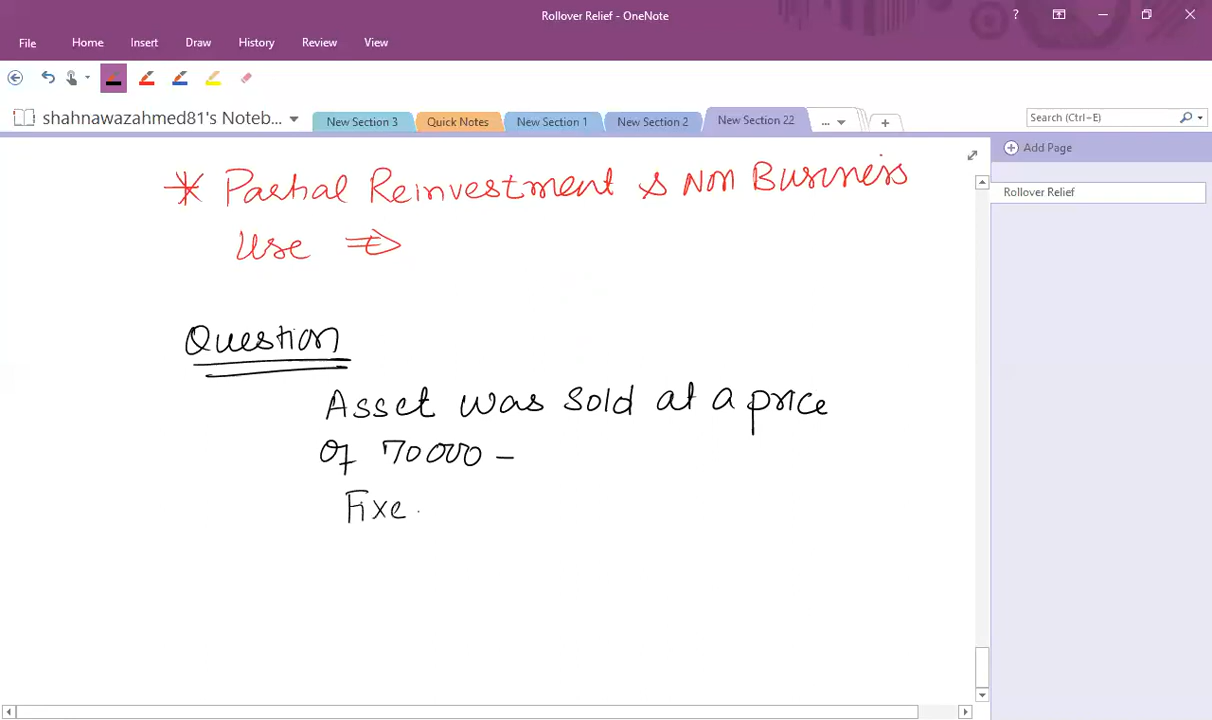 Rollover Relief - OneNote
?
File Home Insert Draw History Review View
shahnawazahmed81's Noteb... New Section 3 Quick Notes New Section 1 New Section 2 New Section 22 ... Search (Ctrl+E)
Add Page
Rollover Relief
* Partial Reinvestment & Non Business
Use ⇒
Question
Asset was sold at a price
of 70000 -
Fixe